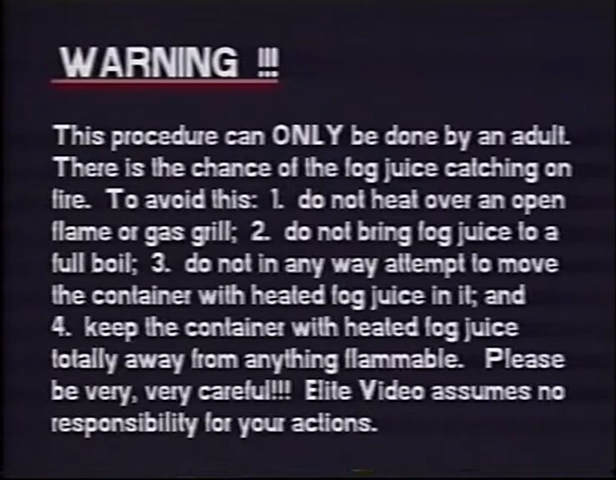 WARNING !!!
This procedure can ONLY be done by an adult.
There is the chance of the fog juice catching on
fire. To avoid this: 1. do not heat over an open
flame or gas grill; 2. do not bring fog juice to a
full boil; 3. do not in any way attempt to move
the container with heated fog juice in it; and
4. keep the container with heated fog juice
totally away from anything flammable. Please
be very, very careful!!! Elite Video assumes no
responsibility for your actions.